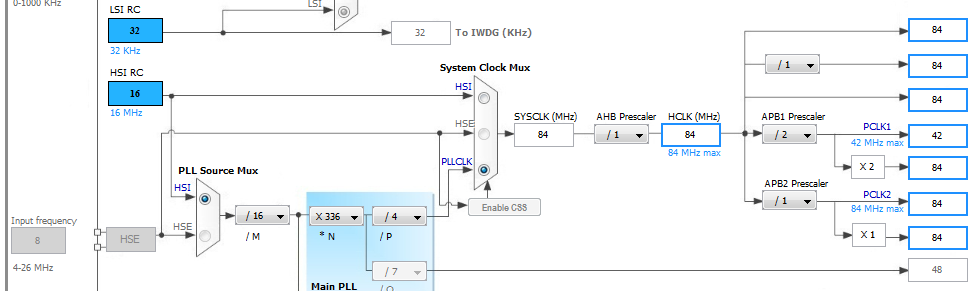 0-1000 KHz
LSI RC
LSI
32
32 KHz
32
To IWDG (KHz)
84
HSI RC
16
16 MHz
System Clock Mux
HSI
/ 1
84
84
SYSCLK (MHz)
AHB Prescaler
HCLK (MHz)
APB1 Prescaler
PCLK1
HSE
84
/ 1
84
/ 2
42
84 MHz max
42 MHz max
PLLCLK
X 2
84
PLL Source Mux
HSI
APB2 Prescaler
PCLK2
/ 1
84
84 MHz max
Enable CSS
Input frequency
8
4-26 MHz
HSE
HSE
/ 16
/ M
X 336
* N
/ 4
/ P
X 1
84
/ 7
/ Q
48
Main PLL